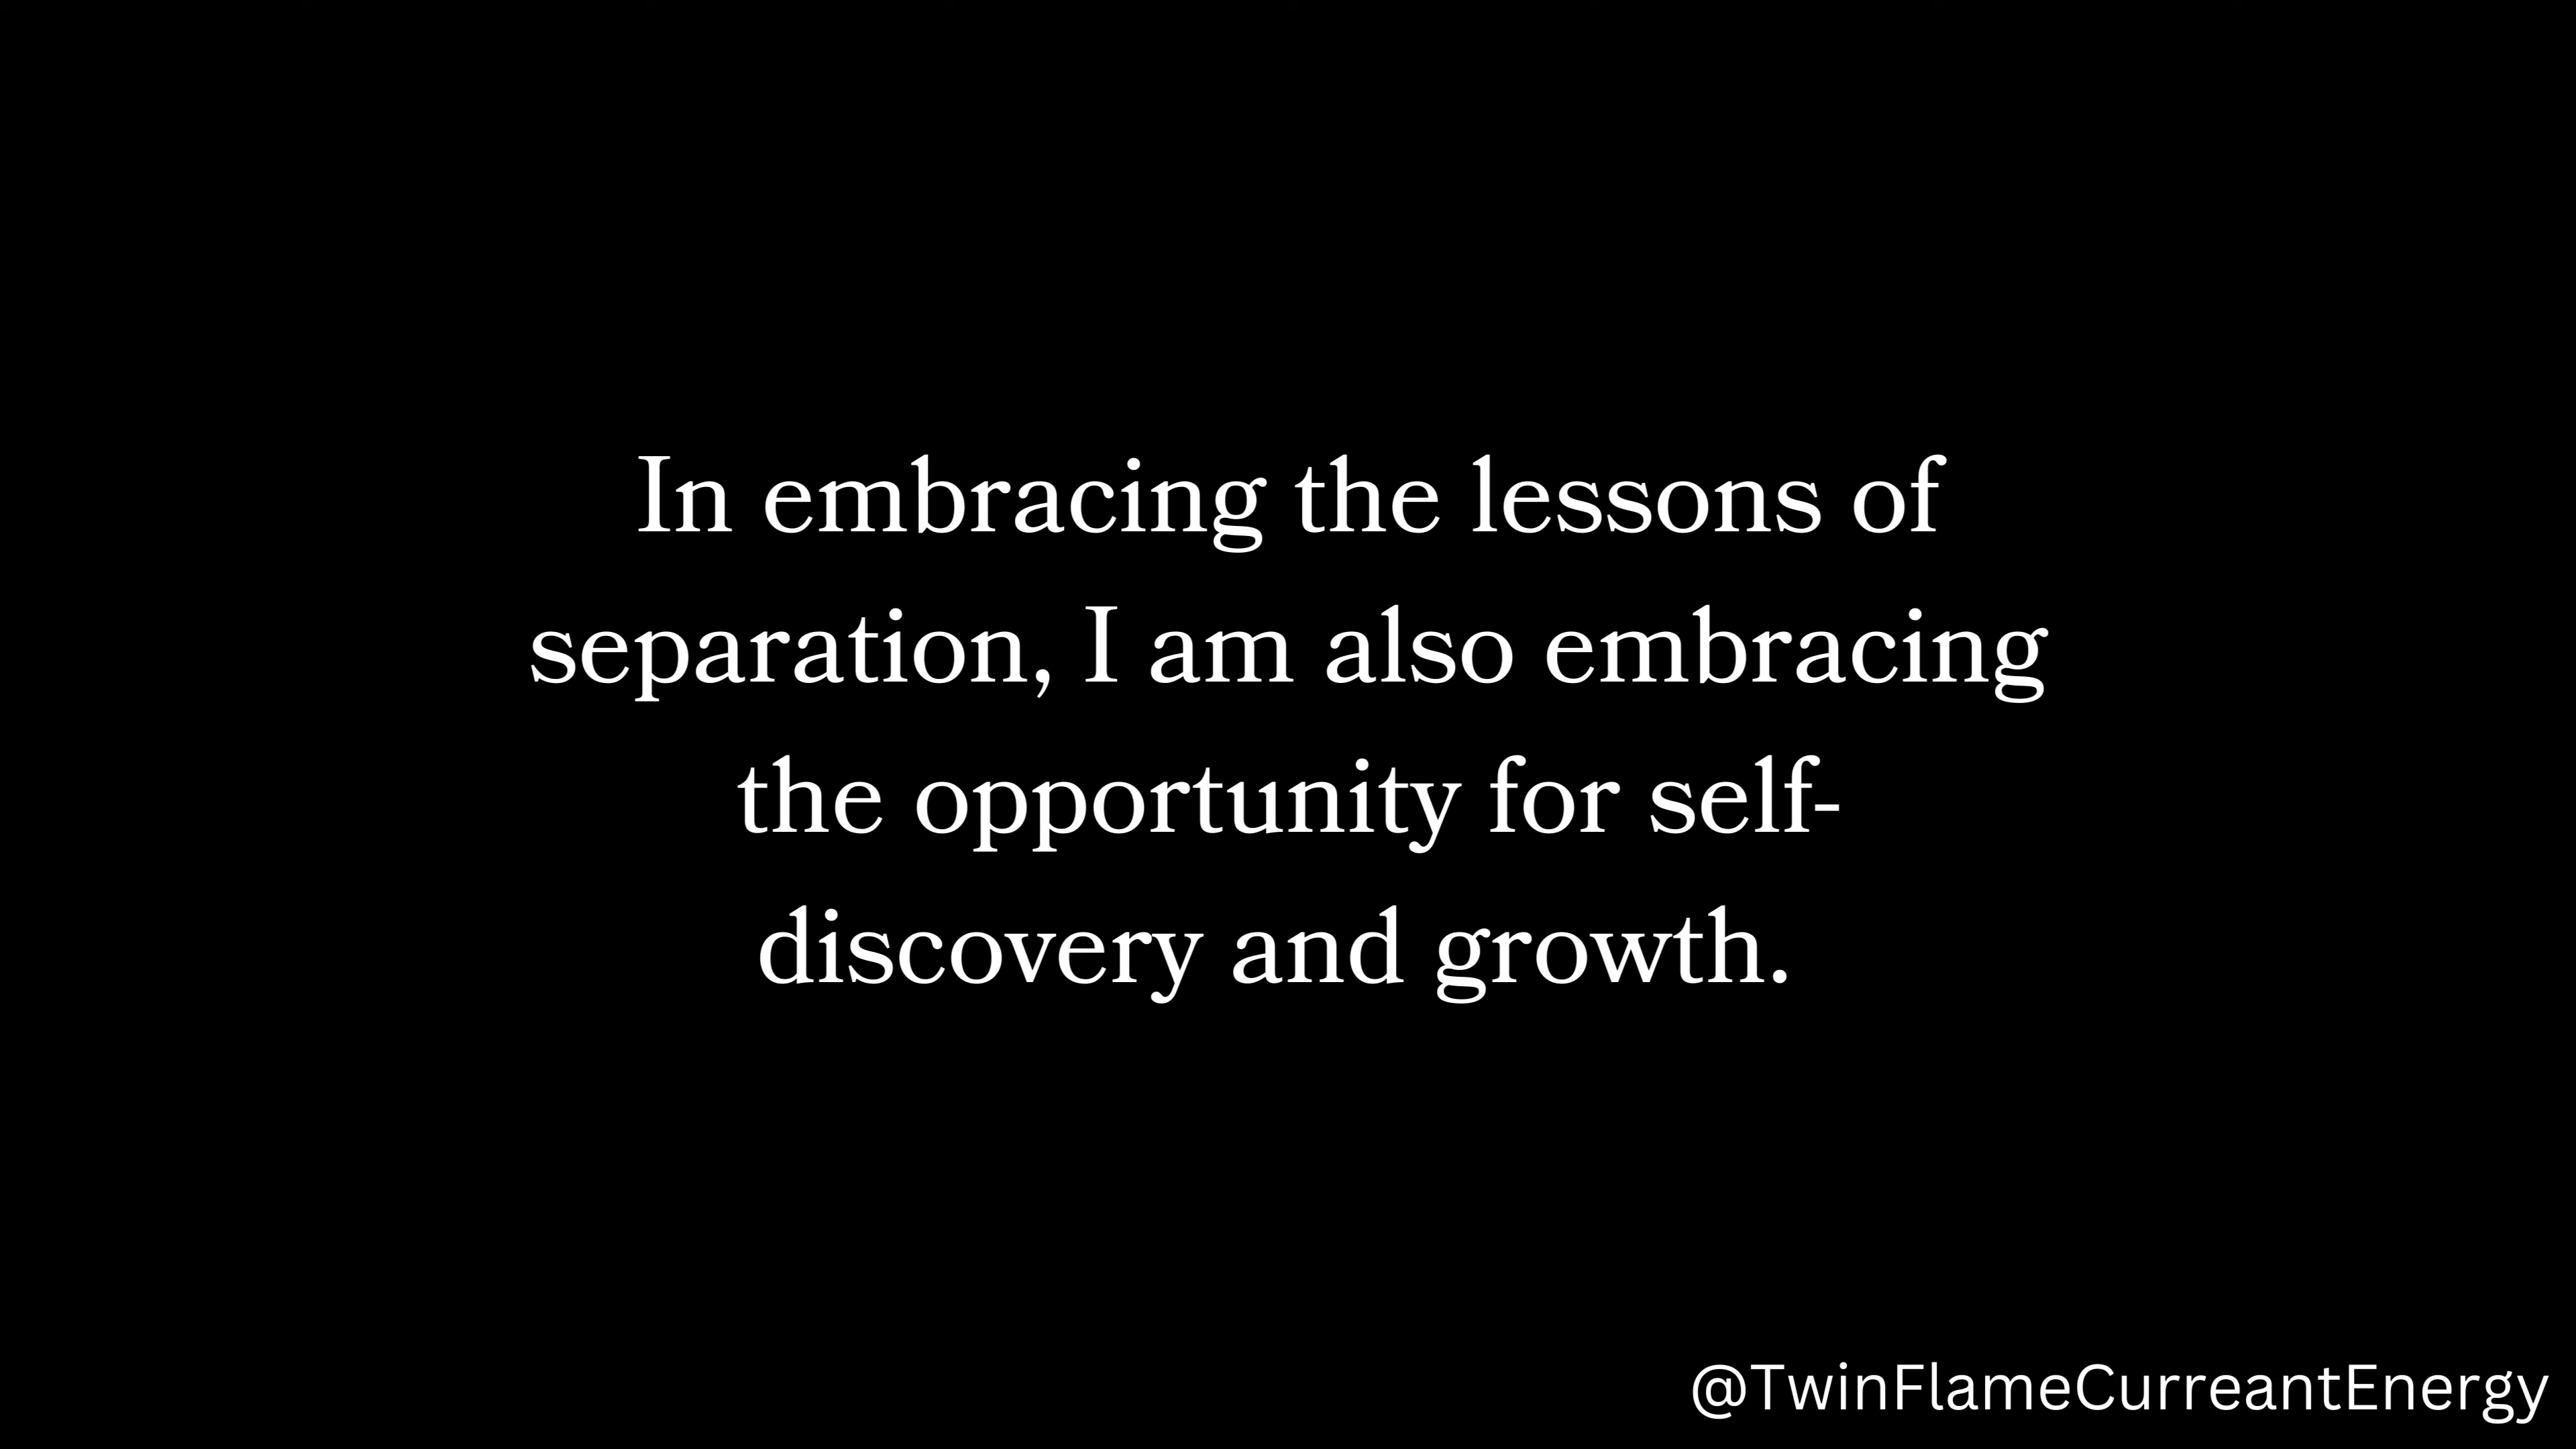 In embracing the lessons of
separation, I am also embracing
the opportunity for self-
discovery and growth.
@TwinFlameCurreantEnergy